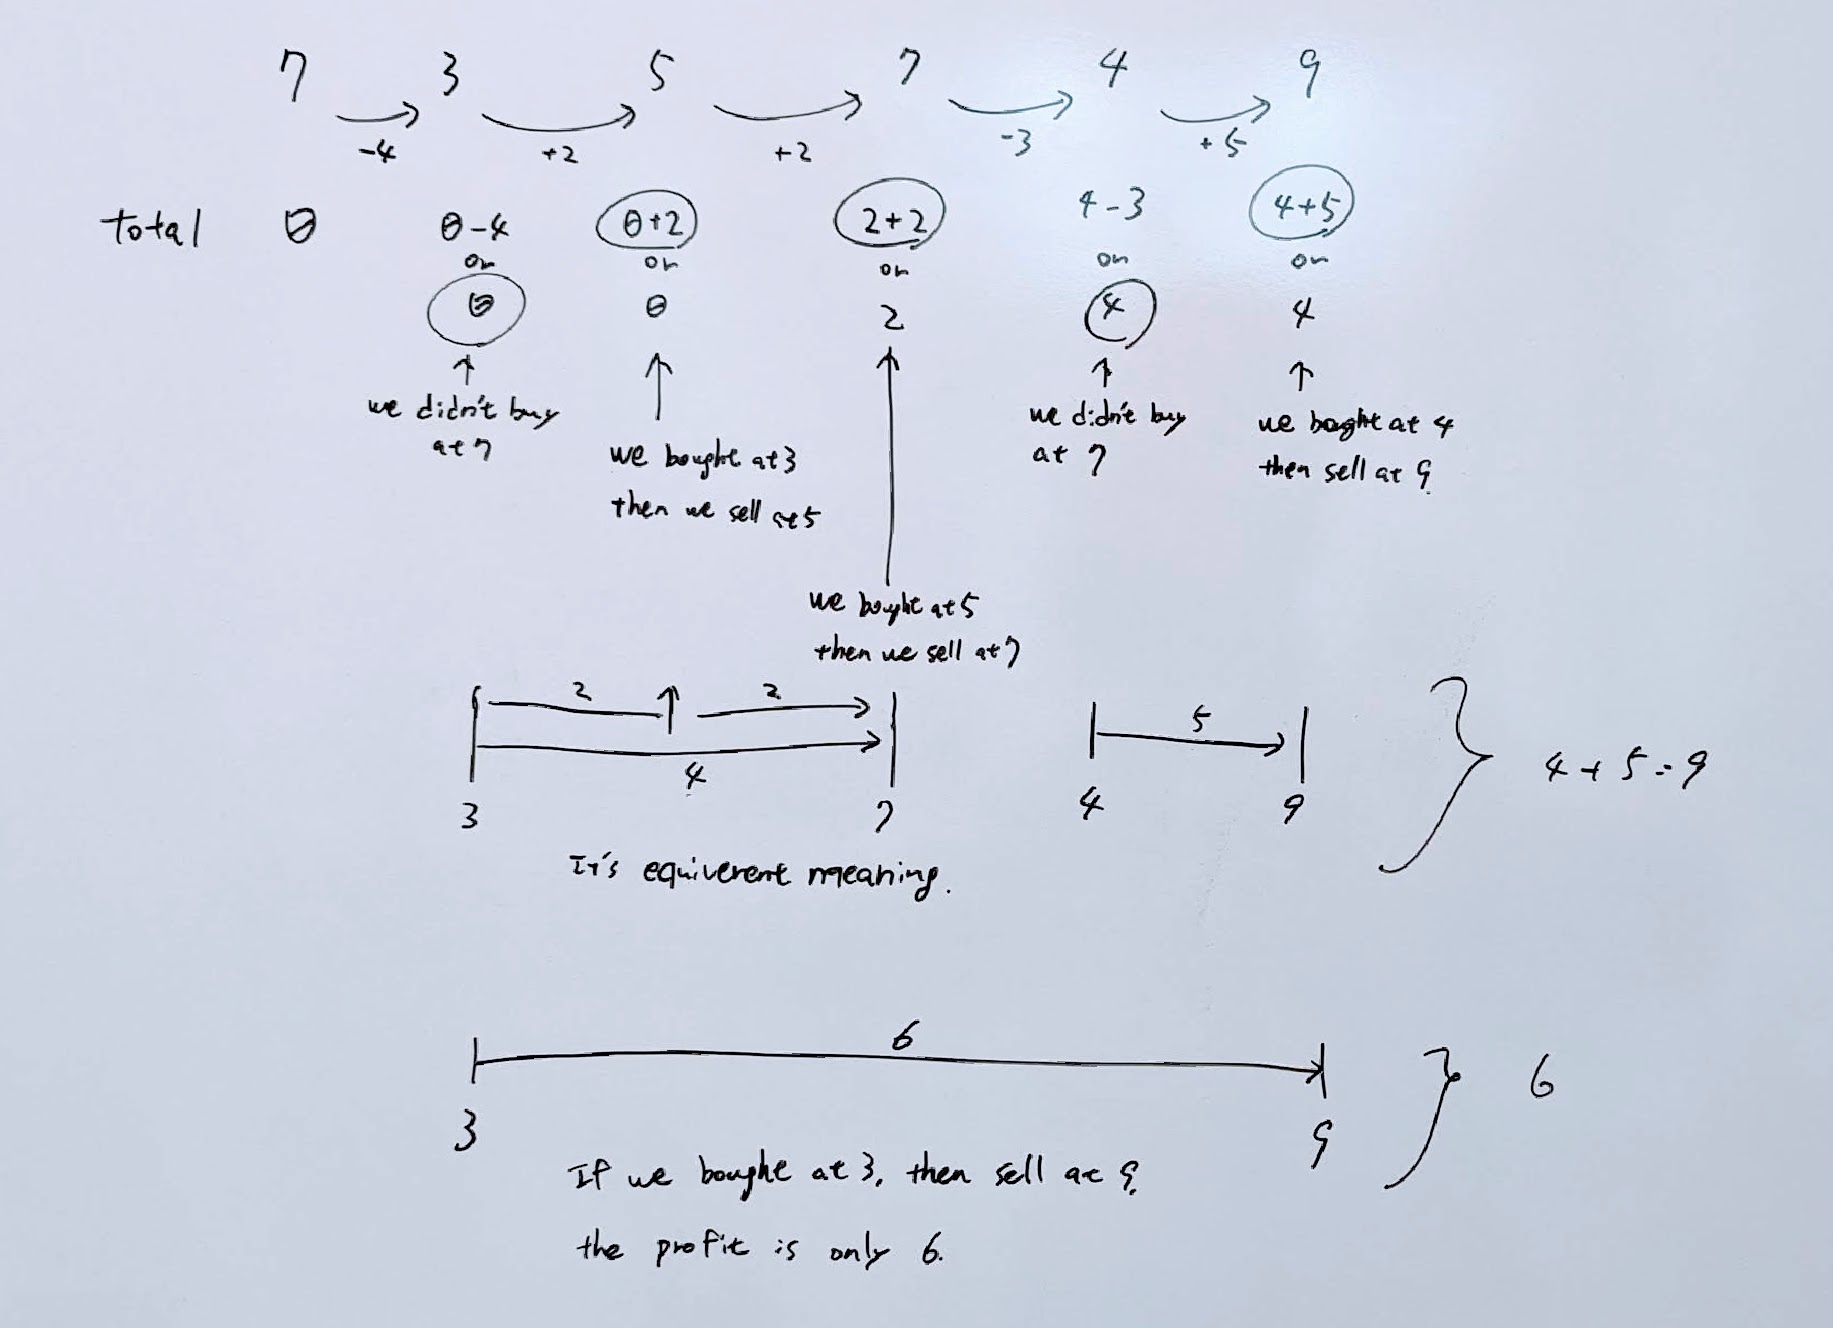 7 3 5 7 4 9
-4 +2 +2 -3 +5
total 0 0-4 0+2 2+2 4-3 4+5
or or or or or
0 0 2 4 4
we didn't buy
at 7
we bought at 3
then we sell at 5
we bought at 5
then we sell at 7
we didn't buy
at 7
we bought at 4
then sell at 9
2 2
4
3 7
5
4 9
4+5=9
It's equiverent meaning.
6
3 9
6
If we bought at 3, then sell at 9,
the profit is only 6.